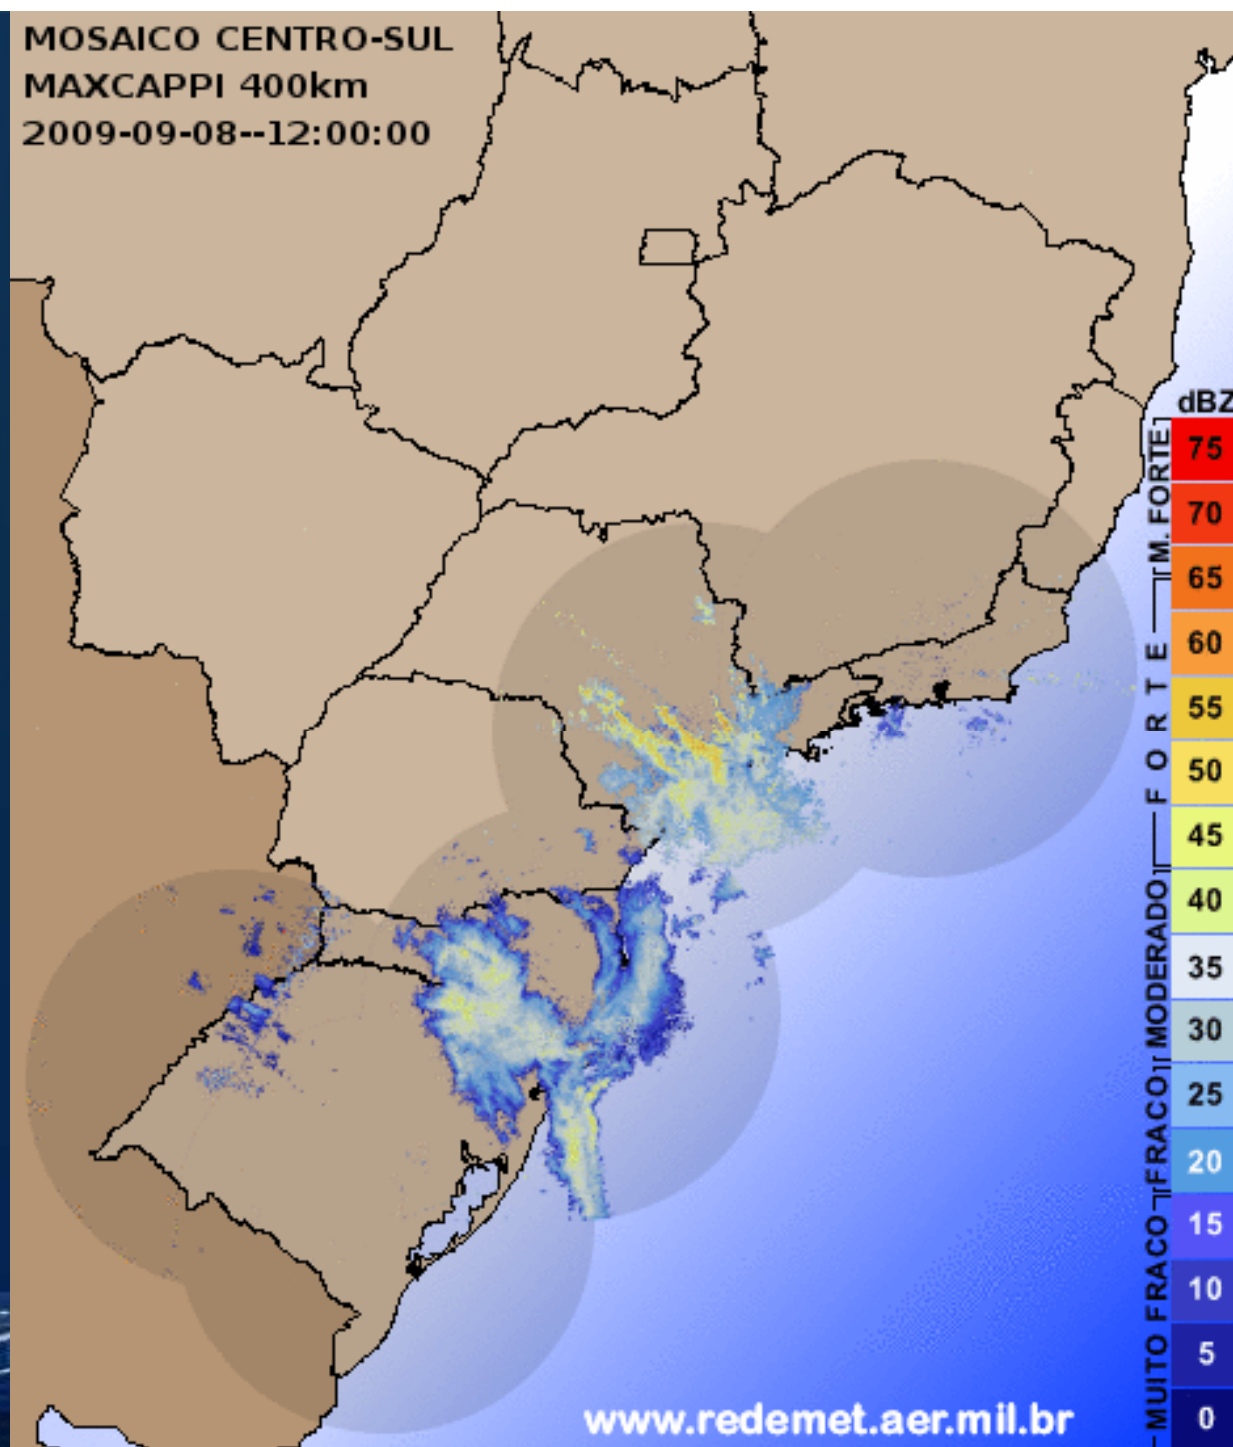 MOSAICO CENTRO-SUL
MAXCAPPI 400km
2009-09-08--12:00:00
dBZ
75
70
65
60
55
50
45
40
35
30
25
20
15
10
5
0
M. FORTE
FORTE
MODERADO
FRACO
MUITO FRACO
www.redemet.aer.mil.br